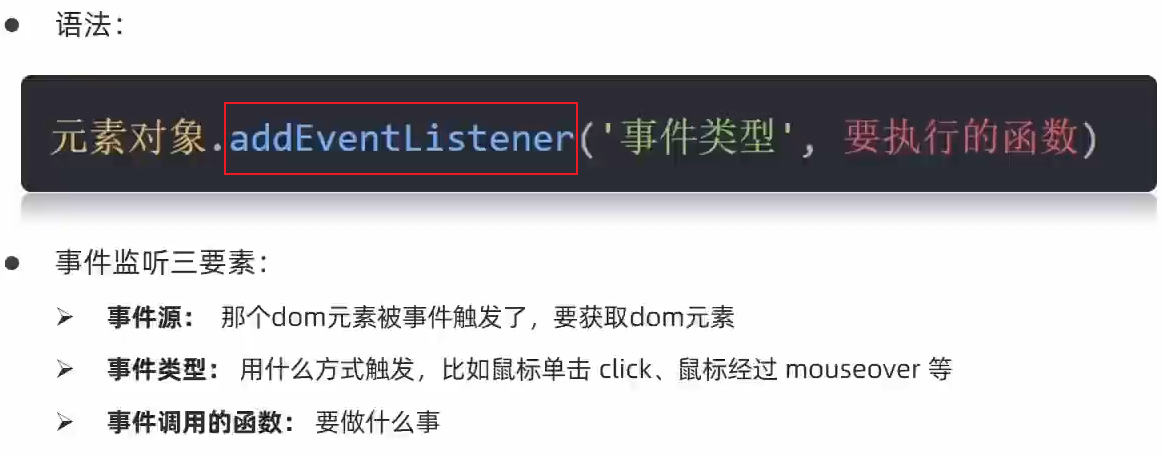 语法：
元素对象.addEventListener('事件类型', 要执行的函数)
事件监听三要素：
事件源： 那个dom元素被事件触发了，要获取dom元素
事件类型： 用什么方式触发，比如鼠标单击 click、鼠标经过 mouseover 等
事件调用的函数： 要做什么事